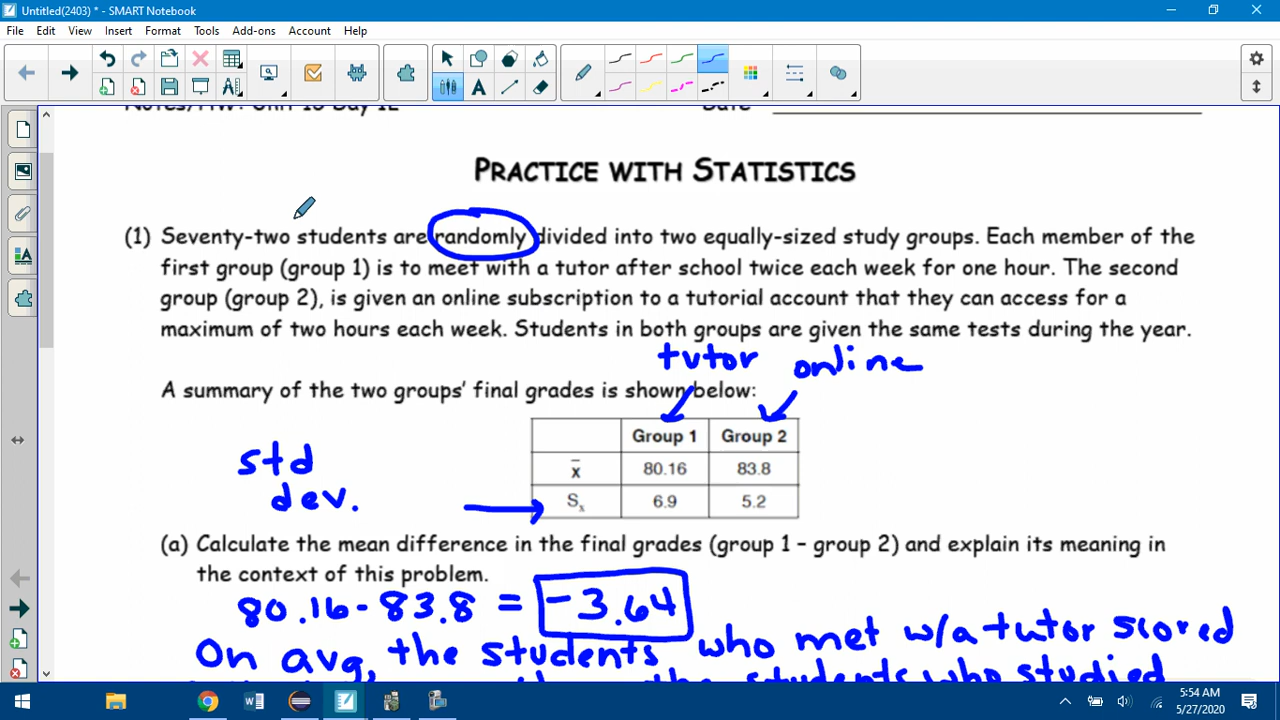 Untitled(2403) * - SMART Notebook
File Edit View Insert Format Tools Add-ons Account Help
Date
PRACTICE WITH STATISTICS
(1) Seventy-two students are randomly divided into two equally-sized study groups. Each member of the
first group (group 1) is to meet with a tutor after school twice each week for one hour. The second
group (group 2), is given an online subscription to a tutorial account that they can access for a
maximum of two hours each week. Students in both groups are given the same tests during the year.
tutor online
A summary of the two groups' final grades is shown below:
Group 1 Group 2
x̄ 80.16 83.8
Sx 6.9 5.2
std
dev.
(a) Calculate the mean difference in the final grades (group 1 – group 2) and explain its meaning in
the context of this problem.
80.16 - 83.8 = -3.64
On avg, the students who met w/a tutor scored
the students who studied
5:54 AM
5/27/2020